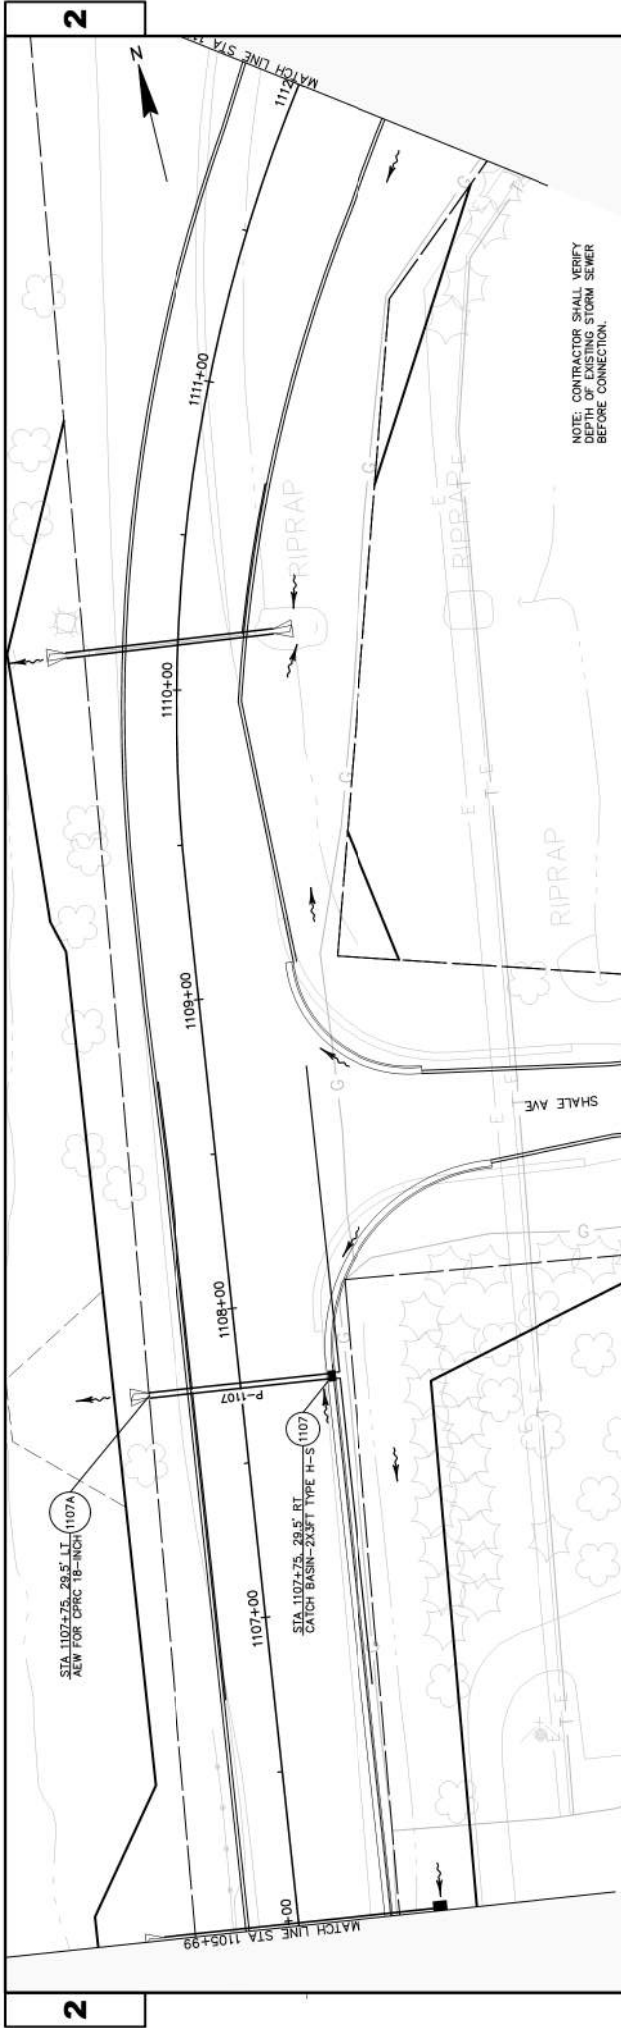 2
N
MATCH LINE STA 11
1112
1111+00
1110+00
1109+00
1108+00
1107+00
+00
MATCH LINE STA 1105+99
STA 1107+75, 29.5' LT
AEW FOR CPRC 18-INCH
1107A
P-1107
STA 1107+75, 29.5' RT
CATCH BASIN-2X3FT TYPE H-S
1107
SHALE AVE
RIPRAP
RIPRAP
RIPRAP
G
G
G
G
G
G
E
E
E
E
T
E
T
E
NOTE: CONTRACTOR SHALL VERIFY
DEPTH OF EXISTING STORM SEWER
BEFORE CONNECTION.
2